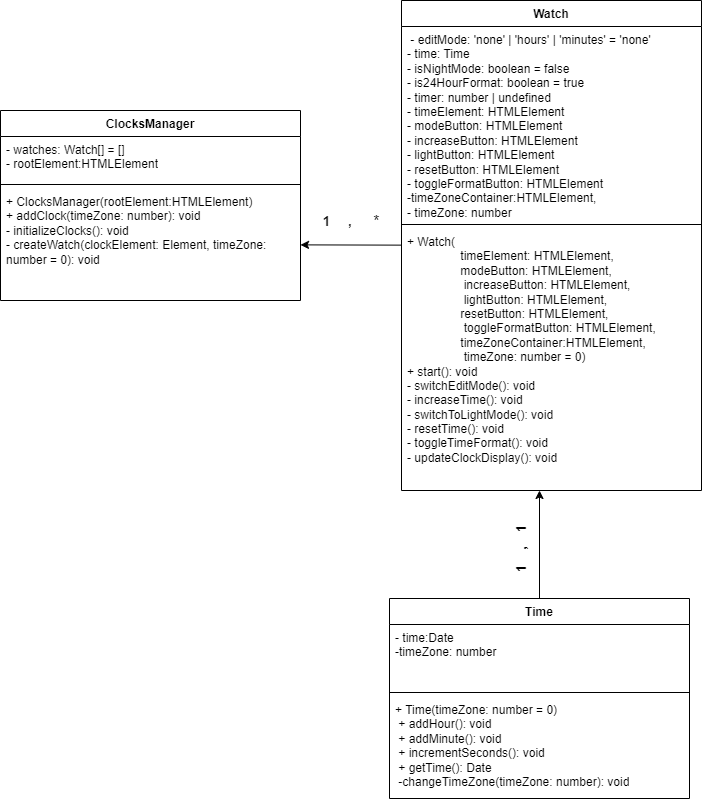 Watch
- editMode: 'none' | 'hours' | 'minutes' = 'none'
- time: Time
- isNightMode: boolean = false
- is24HourFormat: boolean = true
- timer: number | undefined
- timeElement: HTMLElement
- modeButton: HTMLElement
- increaseButton: HTMLElement
- lightButton: HTMLElement
- resetButton: HTMLElement
- toggleFormatButton: HTMLElement
-timeZoneContainer:HTMLElement,
- timeZone: number
+ Watch(
timeElement: HTMLElement,
modeButton: HTMLElement,
increaseButton: HTMLElement,
lightButton: HTMLElement,
resetButton: HTMLElement,
toggleFormatButton: HTMLElement,
timeZoneContainer:HTMLElement,
timeZone: number = 0)
+ start(): void
- switchEditMode(): void
- increaseTime(): void
- switchToLightMode(): void
- resetTime(): void
- toggleTimeFormat(): void
- updateClockDisplay(): void
ClocksManager
- watches: Watch[] = []
- rootElement:HTMLElement
+ ClocksManager(rootElement:HTMLElement)
+ addClock(timeZone: number): void
- initializeClocks(): void
- createWatch(clockElement: Element, timeZone:
number = 0): void
1 , *
1 , 1
Time
- time:Date
-timeZone: number
+ Time(timeZone: number = 0)
+ addHour(): void
+ addMinute(): void
+ incrementSeconds(): void
+ getTime(): Date
-changeTimeZone(timeZone: number): void